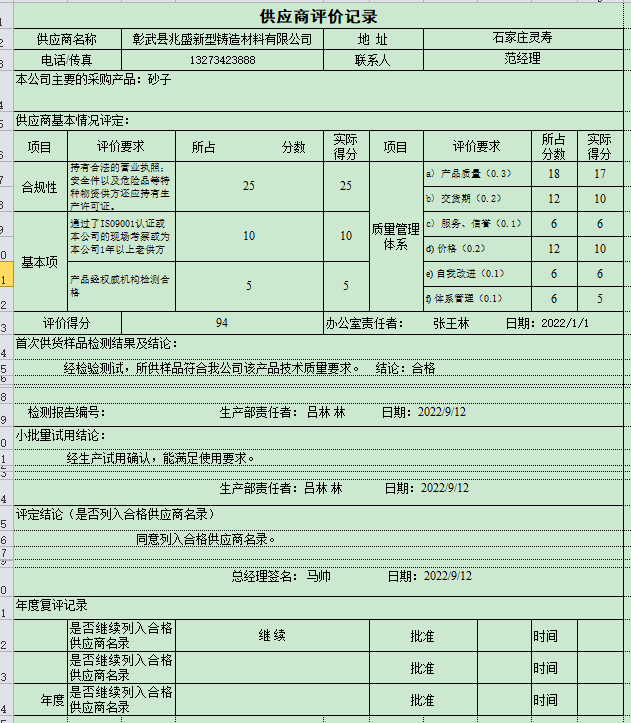 供应商评价记录
供应商名称 彰武县兆盛新型铸造材料有限公司 地 址 石家庄灵寿
电话/传真 13273423888 联系人 范经理
本公司主要的采购产品: 砂子
供应商基本情况评定:
项目 评价要求 所占 分数 实际得分 项目 评价要求 所占分数 实际得分
合规性 持有合法的营业执照;安全件以及危险品等特种物资供方还应持有生产许可证。 25 25
质量管理体系
a) 产品质量(0.3) 18 17
b) 交货期(0.2) 12 10
基本项 通过了ISO9001认证或本公司的现场考察或为本公司1年以上老供方 10 10
c) 服务、信誉(0.1) 6 6
d) 价格(0.2) 12 10
产品经权威机构检测合格 5 5
e) 自我改进(0.1) 6 6
f) 体系管理(0.1) 6 5
评价得分 94 办公室责任者: 张王林 日期: 2022/1/1
首次供货样品检测结果及结论:
经检验测试,所供样品符合我公司该产品技术质量要求。 结论: 合格
检测报告编号: 生产部责任者: 吕林 林 日期: 2022/9/12
小批量试用结论:
经生产试用确认,能满足使用要求。
生产部责任者: 吕林 林 日期: 2022/9/12
评定结论(是否列入合格供应商名录)
同意列入合格供应商名录。
总经理签名: 马帅 日期: 2022/9/12
年度复评记录
是否继续列入合格供应商名录 继 续 批准 时间
是否继续列入合格供应商名录 批准 时间
年度 是否继续列入合格供应商名录 批准 时间